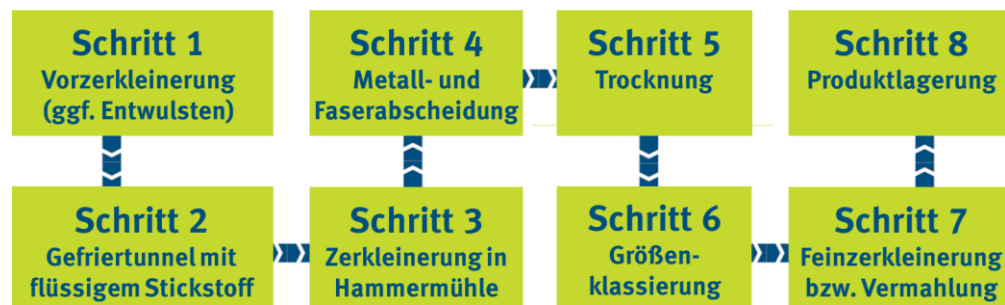 Schritt 1
Vorzerkleinerung
(ggf. Entwulsten)
Schritt 2
Gefriertunnel mit
flüssigem Stickstoff
Schritt 3
Zerkleinerung in
Hammermühle
Schritt 4
Metall- und
Faserabscheidung
Schritt 5
Trocknung
Schritt 6
Größen-
klassierung
Schritt 7
Feinzerkleinerung
bzw. Vermahlung
Schritt 8
Produktlagerung